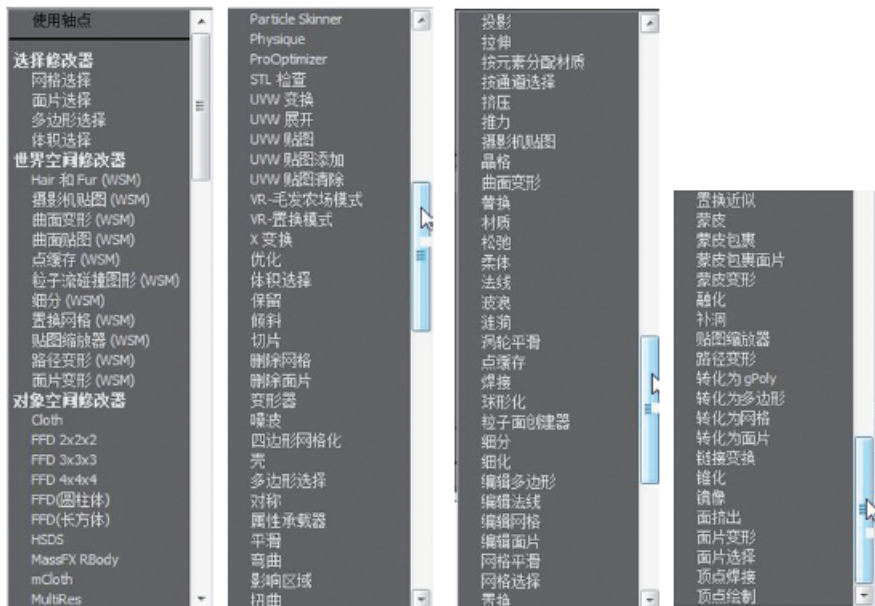 使用轴点
选择修改器
网格选择
面片选择
多边形选择
体积选择
世界空间修改器
Hair 和 Fur (WSM)
摄影机贴图 (WSM)
曲面变形 (WSM)
曲面贴图 (WSM)
点缓存 (WSM)
粒子流碰撞图形 (WSM)
细分 (WSM)
置换网格 (WSM)
贴图缩放器 (WSM)
路径变形 (WSM)
面片变形 (WSM)
对象空间修改器
Cloth
FFD 2x2x2
FFD 3x3x3
FFD 4x4x4
FFD(圆柱体)
FFD(长方体)
HSDS
MassFX RBody
mCloth
MultiRes
Particle Skinner
Physique
ProOptimizer
STL 检查
UVW 变换
UVW 展开
UVW 贴图
UVW 贴图添加
UVW 贴图清除
VR-毛发农场模式
VR-置换模式
X 变换
优化
体积选择
保留
倾斜
切片
删除网格
删除面片
变形器
噪波
四边形网格化
壳
多边形选择
对称
属性承载器
平滑
弯曲
影响区域
扭曲
投影
拉伸
按元素分配材质
按通道选择
挤压
推力
摄影机贴图
晶格
曲面变形
替换
材质
松弛
柔体
法线
波浪
涟漪
涡轮平滑
点缓存
焊接
球形化
粒子面创建器
细分
细化
编辑多边形
编辑法线
编辑网格
编辑面片
网格平滑
网格选择
置换
置换近似
蒙皮
蒙皮包裹
蒙皮包裹面片
蒙皮变形
融化
补洞
贴图缩放器
路径变形
转化为 gPoly
转化为多边形
转化为网格
转化为面片
链接变换
锥化
镜像
面挤出
面片变形
面片选择
顶点焊接
顶点绘制